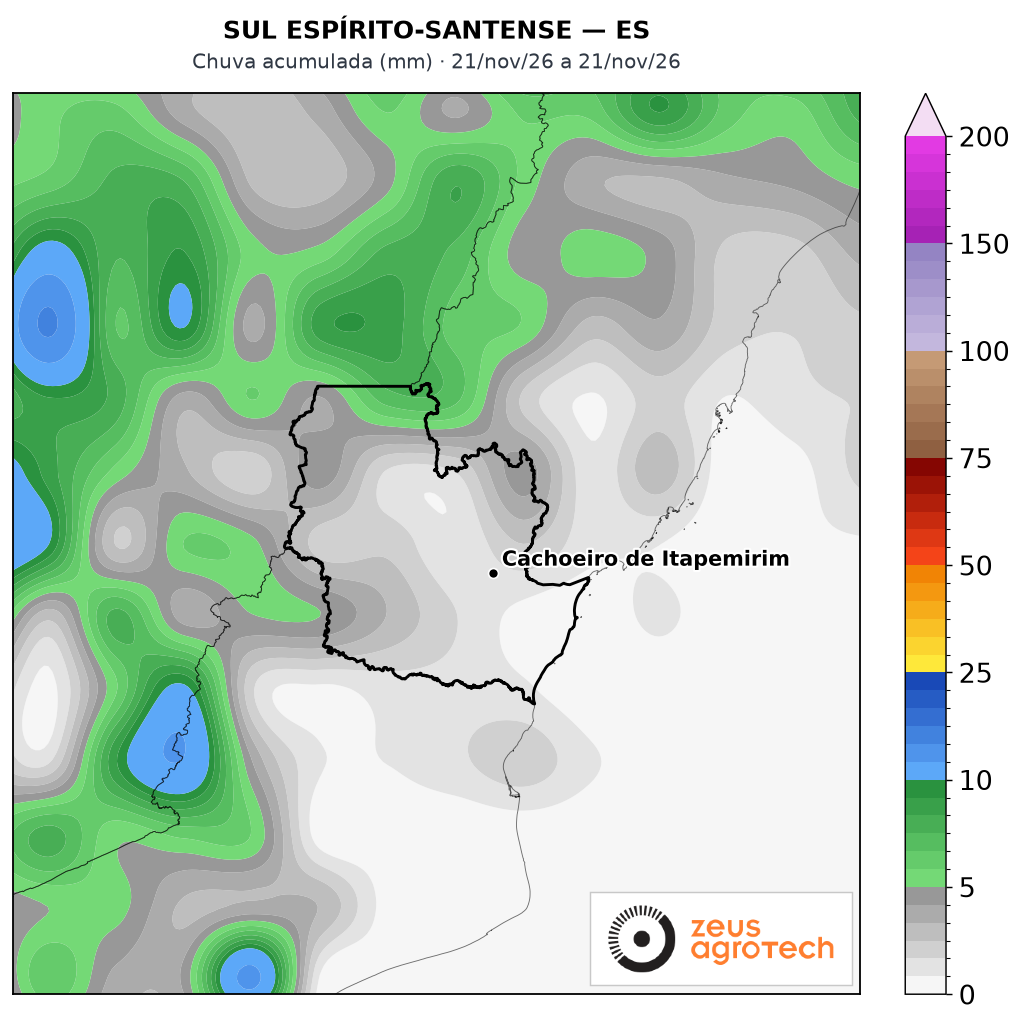 SUL ESPÍRITO-SANTENSE — ES
Chuva acumulada (mm) · 21/nov/26 a 21/nov/26
200
150
100
75
50
25
10
5
0
Cachoeiro de Itapemirim
zeus
agrotech